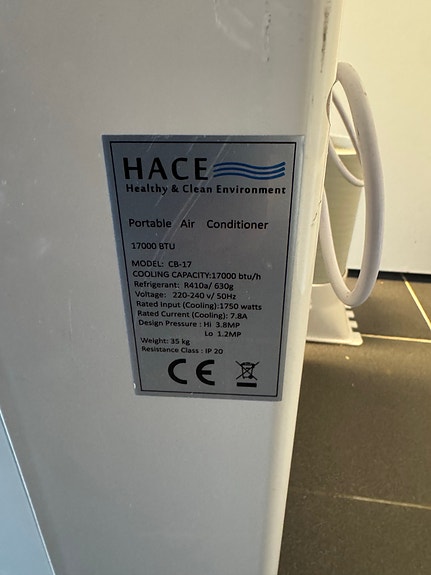 HACE
Healthy & Clean Environment
Portable Air Conditioner
17000 BTU
MODEL: CB-17
COOLING CAPACITY:17000 btu/h
Refrigerant: R410a/ 630g
Voltage: 220-240 v/ 50Hz
Rated Input (Cooling):1750 watts
Rated Current (Cooling): 7.8A
Design Pressure : Hi 3.8MP
Lo 1.2MP
Weight: 35 kg
Resistance Class : IP 20
CE